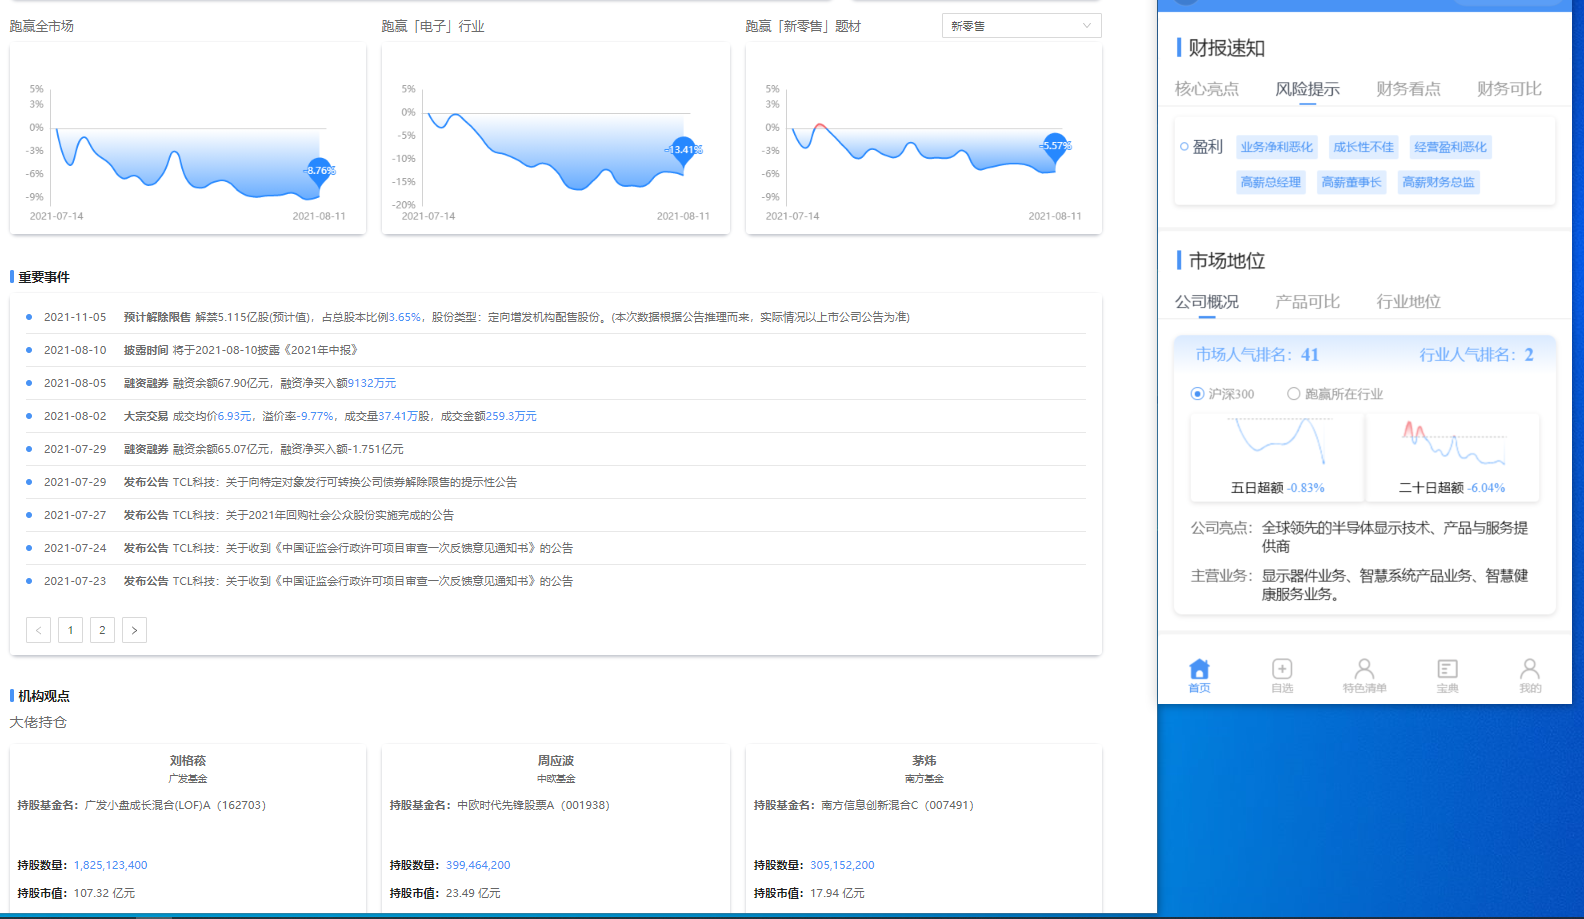 跑赢全市场
5%
3%
0%
-3%
-6%
-9%
-8.76%
2021-07-14
2021-08-11
跑赢「电子」行业
5%
0%
-5%
-10%
-15%
-20%
-13.41%
2021-07-14
2021-08-11
跑赢「新零售」题材
新零售
5%
3%
0%
-3%
-6%
-9%
-5.57%
2021-07-14
2021-08-11
重要事件
2021-11-05 预计解除限售 解禁5.115亿股(预计值)，占总股本比例3.65%，股份类型：定向增发机构配售股份。(本次数据根据公告推理而来，实际情况以上市公司公告为准)
2021-08-10 披露时间 将于2021-08-10披露《2021年中报》
2021-08-05 融资融券 融资余额67.90亿元，融资净买入额9132万元
2021-08-02 大宗交易 成交均价6.93元，溢价率-9.77%，成交量37.41万股，成交金额259.3万元
2021-07-29 融资融券 融资余额65.07亿元，融资净买入额-1.751亿元
2021-07-29 发布公告 TCL科技：关于向特定对象发行可转换公司债券解除限售的提示性公告
2021-07-27 发布公告 TCL科技：关于2021年回购社会公众股份实施完成的公告
2021-07-24 发布公告 TCL科技：关于收到《中国证监会行政许可项目审查一次反馈意见通知书》的公告
2021-07-23 发布公告 TCL科技：关于收到《中国证监会行政许可项目审查一次反馈意见通知书》的公告
< 1 2 >
机构观点
大佬持仓
刘格菘
广发基金
持股基金名：广发小盘成长混合(LOF)A（162703）
持股数量：1,825,123,400
持股市值：107.32 亿元
周应波
中欧基金
持股基金名：中欧时代先锋股票A（001938）
持股数量：399,464,200
持股市值：23.49 亿元
茅炜
南方基金
持股基金名：南方信息创新混合C（007491）
持股数量：305,152,200
持股市值：17.94 亿元
财报速知
核心亮点 风险提示 财务看点 财务可比
盈利 业务净利恶化 成长性不佳 经营盈利恶化
高薪总经理 高薪董事长 高薪财务总监
市场地位
公司概况 产品可比 行业地位
市场人气排名：41 行业人气排名：2
沪深300 跑赢所在行业
五日超额 -0.83% 二十日超额 -6.04%
公司亮点：全球领先的半导体显示技术、产品与服务提
供商
主营业务：显示器件业务、智慧系统产品业务、智慧健
康服务业务。
首页 自选 特色清单 宝典 我的